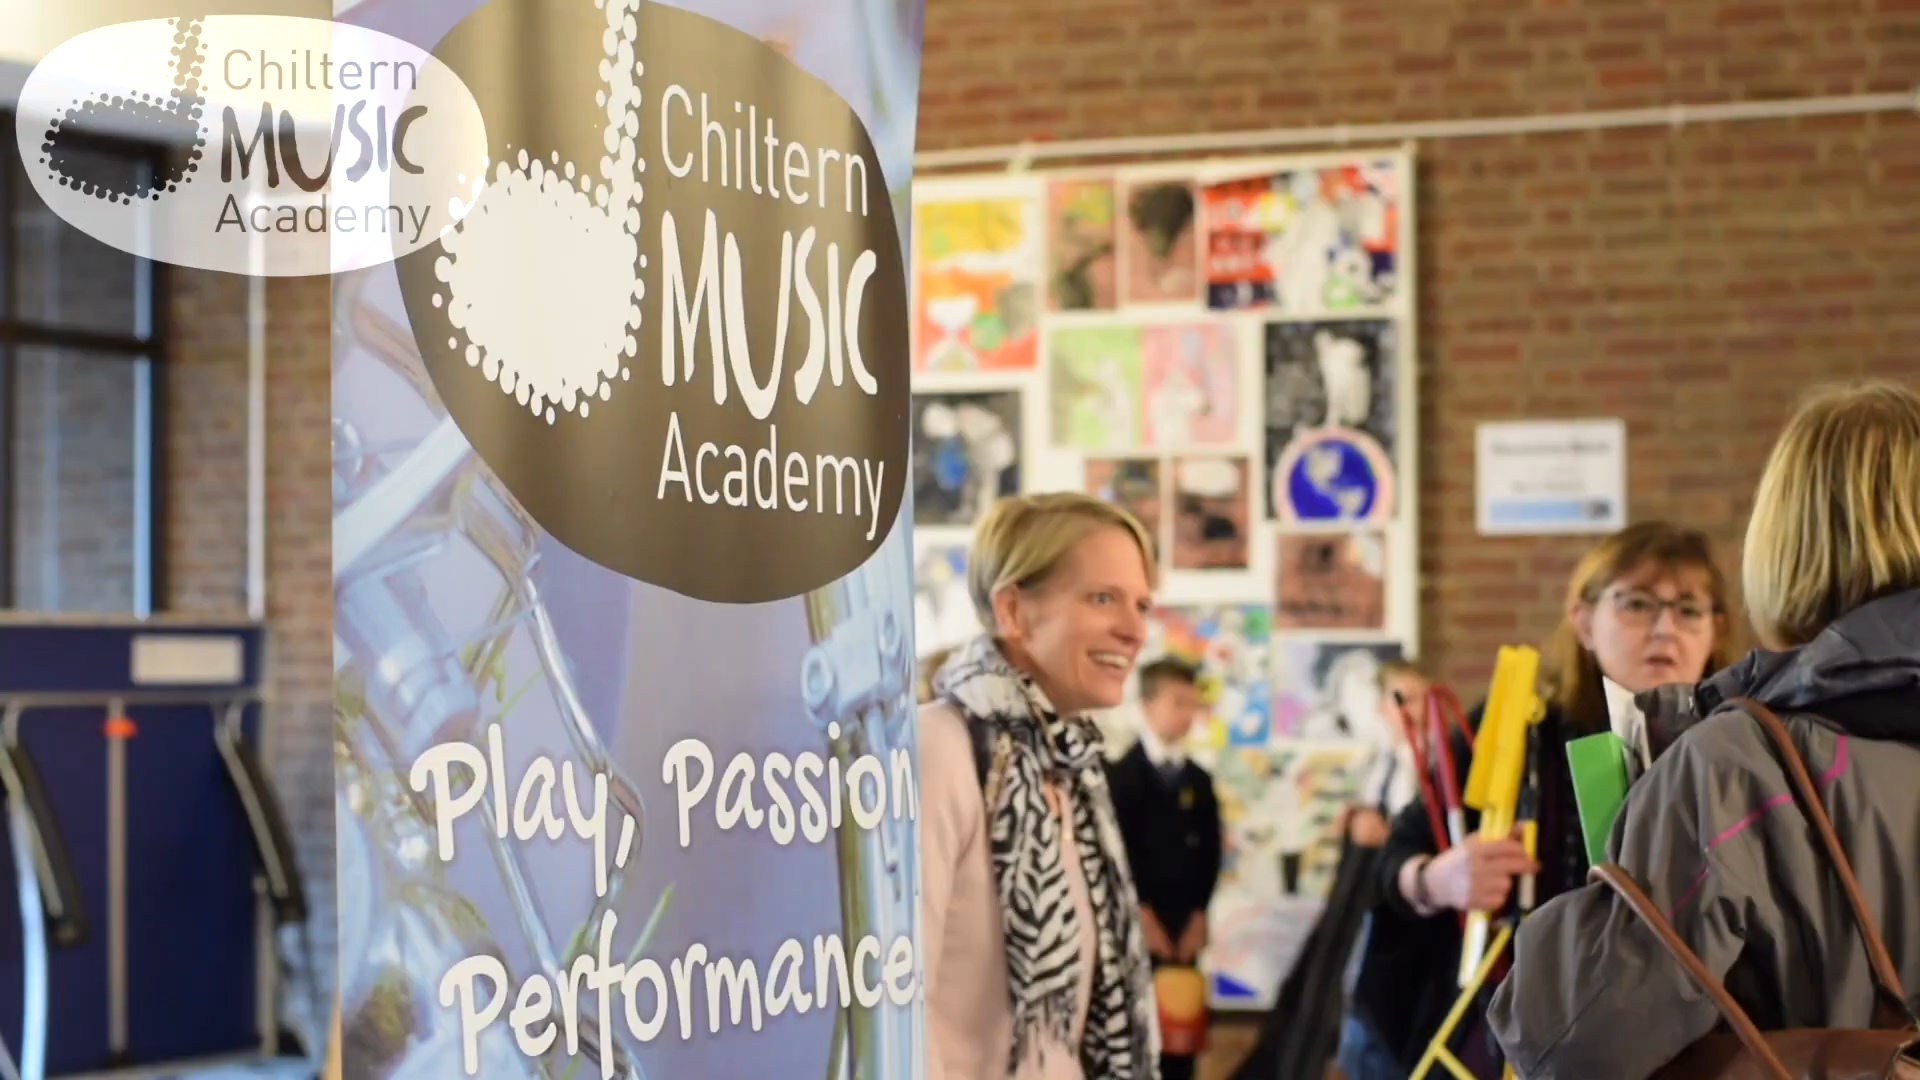 Chiltern
MUSIC
Academy
Chiltern
MUSIC
Academy
Play, Passion
Performance